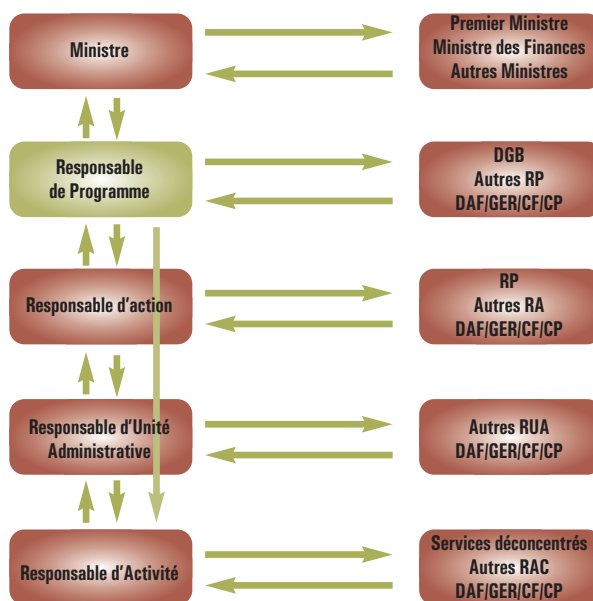 Ministre
Premier Ministre
Ministre des Finances
Autres Ministres
Responsable
de Programme
DGB
Autres RP
DAF/GER/CF/CP
Responsable d'action
RP
Autres RA
DAF/GER/CF/CP
Responsable d'Unité
Administrative
Autres RUA
DAF/GER/CF/CP
Responsable d'Activité
Services déconcentrés
Autres RAC
DAF/GER/CF/CP